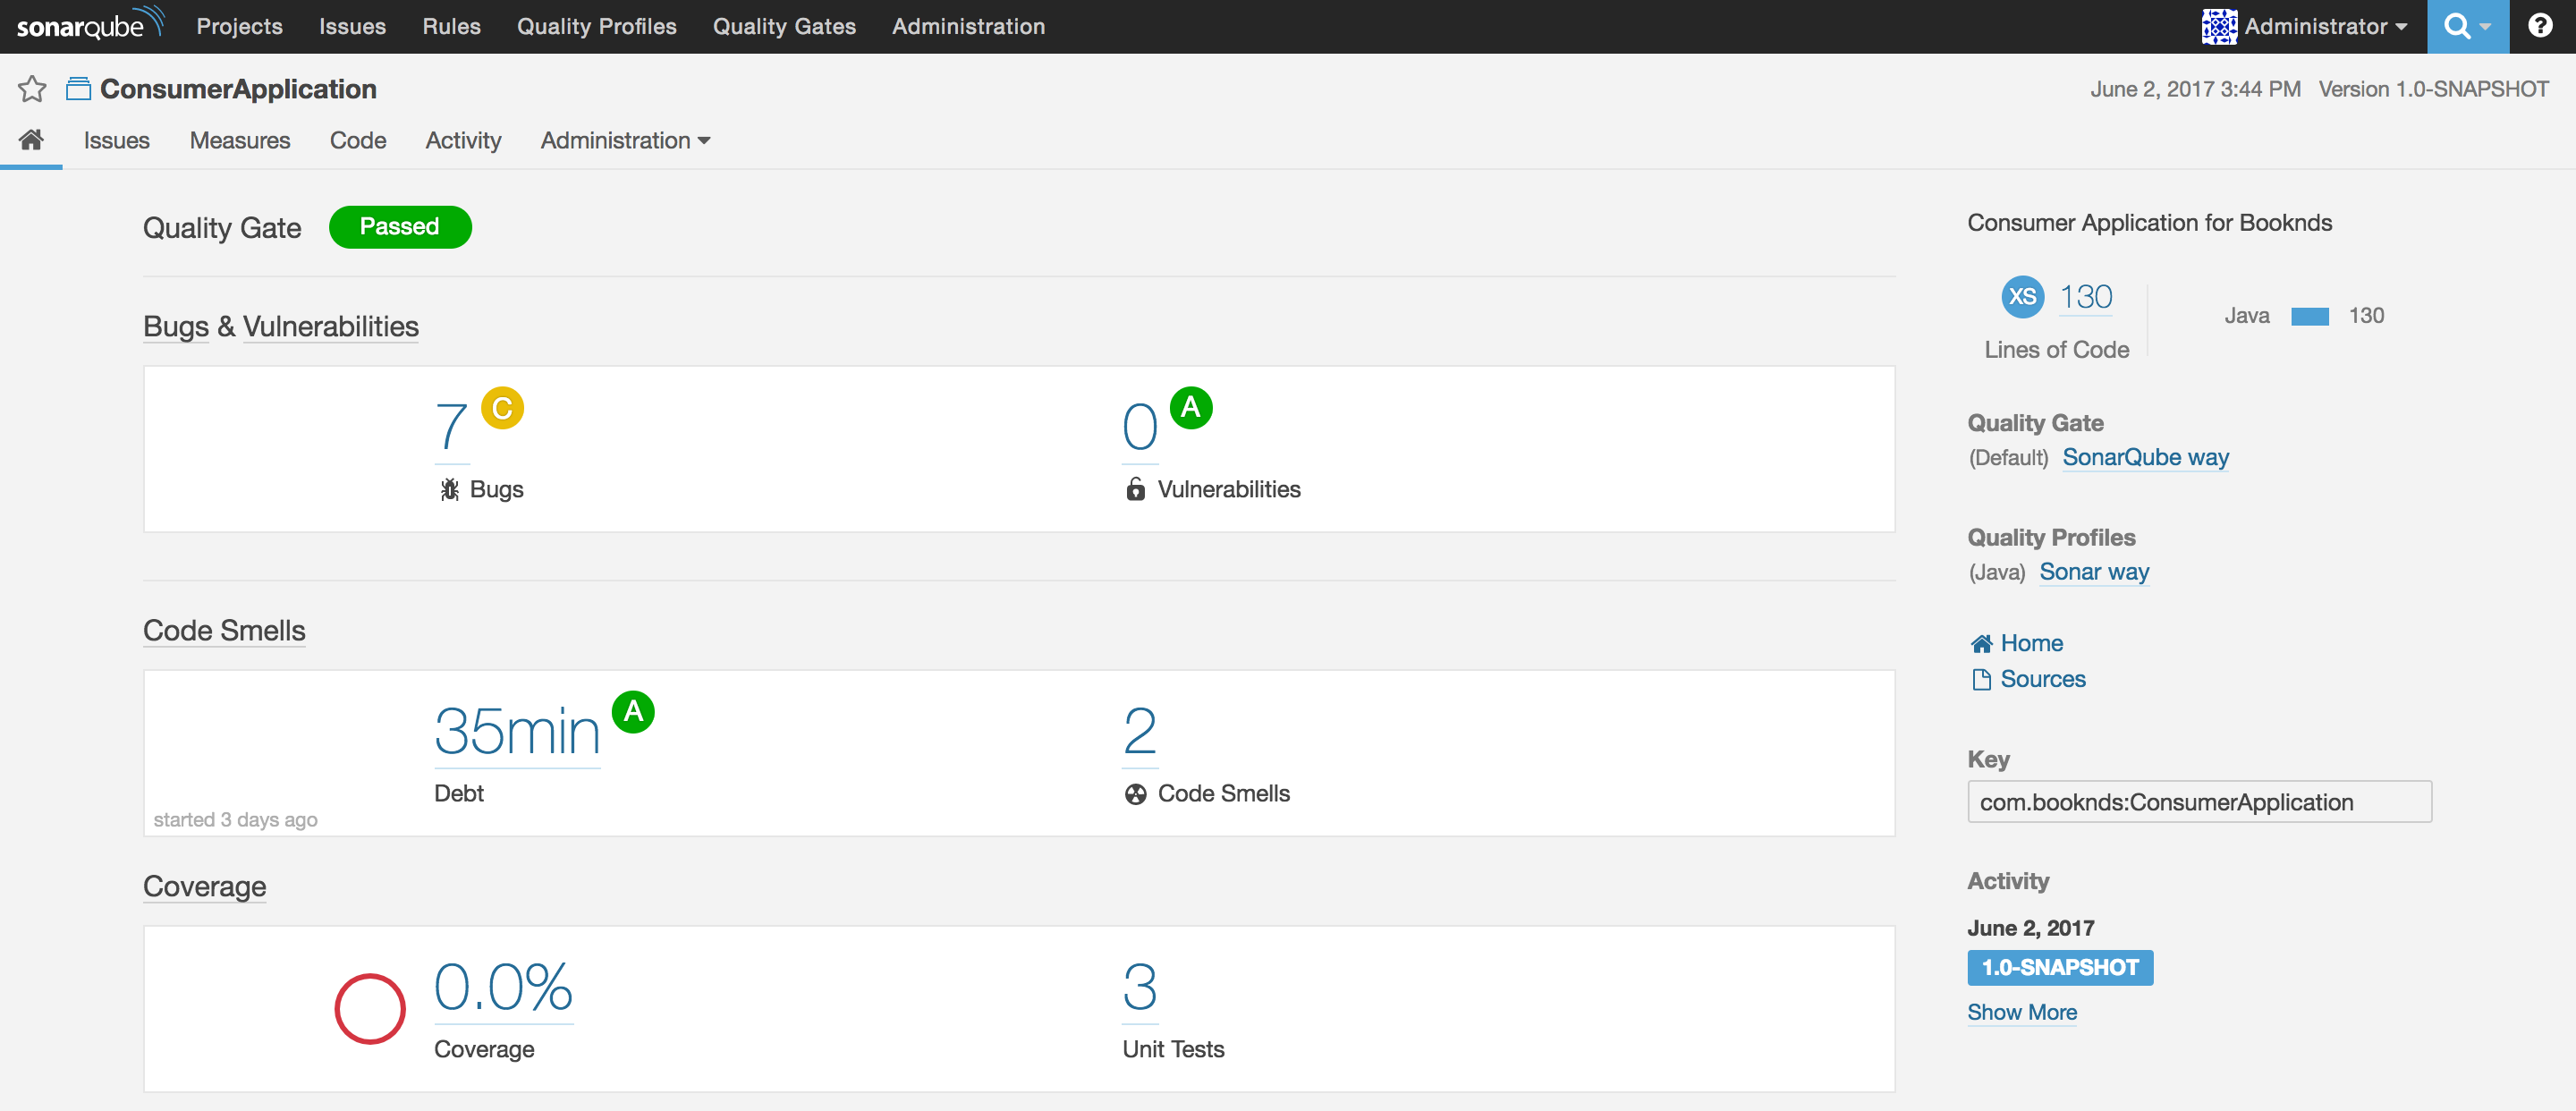 sonarqube Projects Issues Rules Quality Profiles Quality Gates Administration Administrator
ConsumerApplication June 2, 2017 3:44 PM Version 1.0-SNAPSHOT
Issues Measures Code Activity Administration
Quality Gate Passed
Bugs & Vulnerabilities
7 C 0 A
Bugs Vulnerabilities
Code Smells
35min A 2
Debt Code Smells
started 3 days ago
Coverage
0.0% 3
Coverage Unit Tests
Consumer Application for Booknds
XS 130 Java 130
Lines of Code
Quality Gate
(Default) SonarQube way
Quality Profiles
(Java) Sonar way
Home
Sources
Key
com.booknds:ConsumerApplication
Activity
June 2, 2017
1.0-SNAPSHOT
Show More